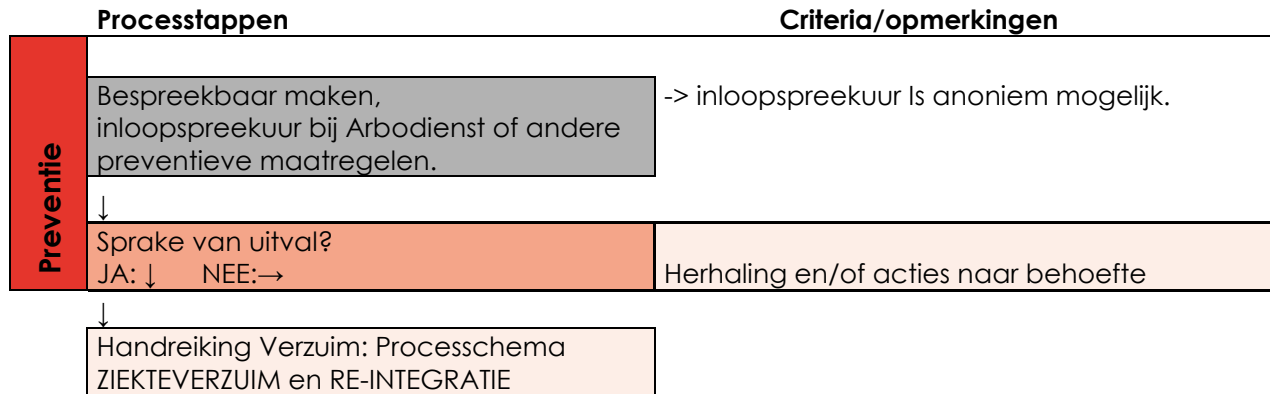 Processtappen Criteria/opmerkingen
Preventie
Bespreekbaar maken, -> inloopspreekuur Is anoniem mogelijk.
inloopspreekuur bij Arbodienst of andere
preventieve maatregelen.
↓
Sprake van uitval?
JA: ↓ NEE:→ Herhaling en/of acties naar behoefte
↓
Handreiking Verzuim: Processchema
ZIEKTEVERZUIM en RE-INTEGRATIE